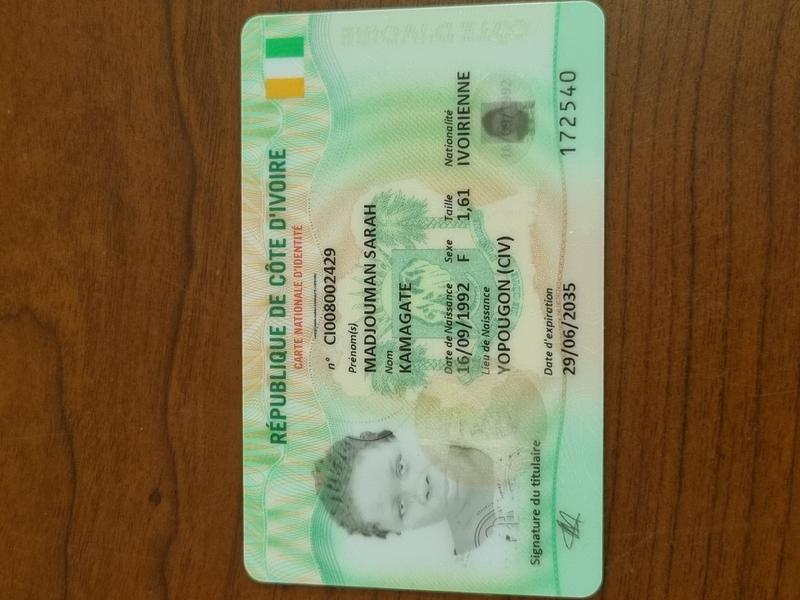 CÔTE D'IVOIRE
RÉPUBLIQUE DE CÔTE D'IVOIRE
CARTE NATIONALE D'IDENTITÉ
n° CI008002429
Prénom(s)
MADJOUMAN SARAH
Nom
KAMAGATE
Date de Naissance Sexe Taille Nationalité
16/09/1992 F 1,61 IVOIRIENNE
Lieu de Naissance
YOPOUGON (CIV)
Date d'expiration
29/06/2035
172540
Signature du titulaire